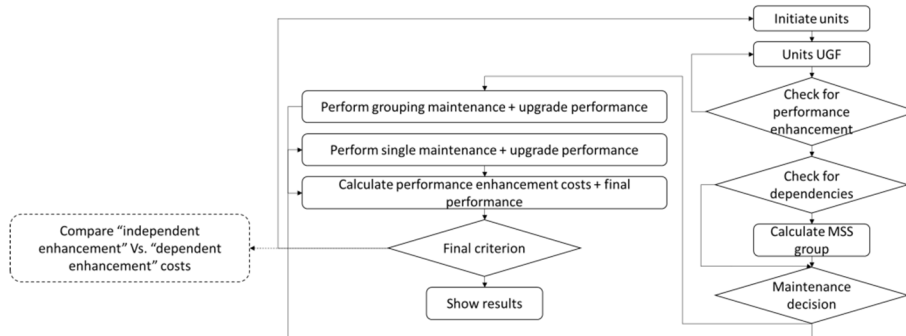 Initiate units
Units UGF
Check for
performance
enhancement
Perform grouping maintenance + upgrade performance
Perform single maintenance + upgrade performance
Check for
dependencies
Calculate performance enhancement costs + final
performance
Compare “independent
enhancement” Vs. “dependent
enhancement” costs
Final criterion
Calculate MSS
group
Maintenance
decision
Show results